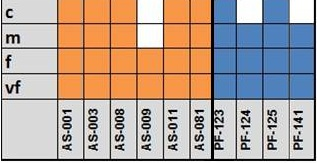 c
m
f
vf
AS-001
AS-003
AS-008
AS-009
AS-011
AS-081
PF-123
PF-124
PF-125
PF-141